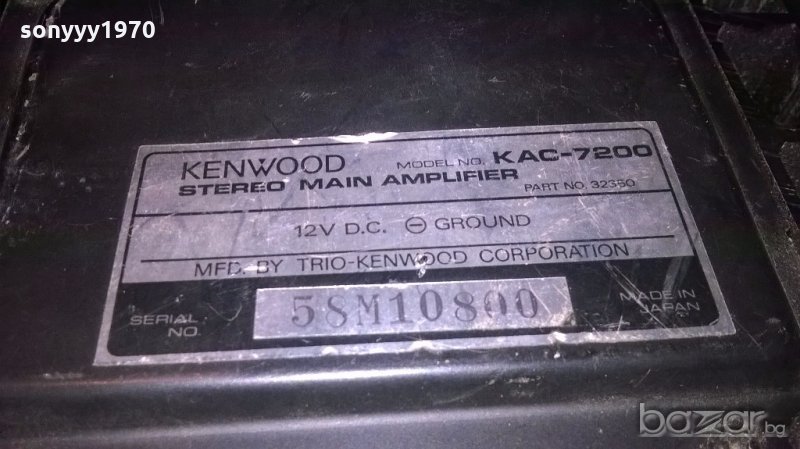 sonyyy1970
KENWOOD MODEL NO. KAC-7200
STEREO MAIN AMPLIFIER PART NO. 32350
12V D.C. ⊖ GROUND
MFD. BY TRIO-KENWOOD CORPORATION
SERIAL NO. 58M10800 MADE IN JAPAN
bazar.bg